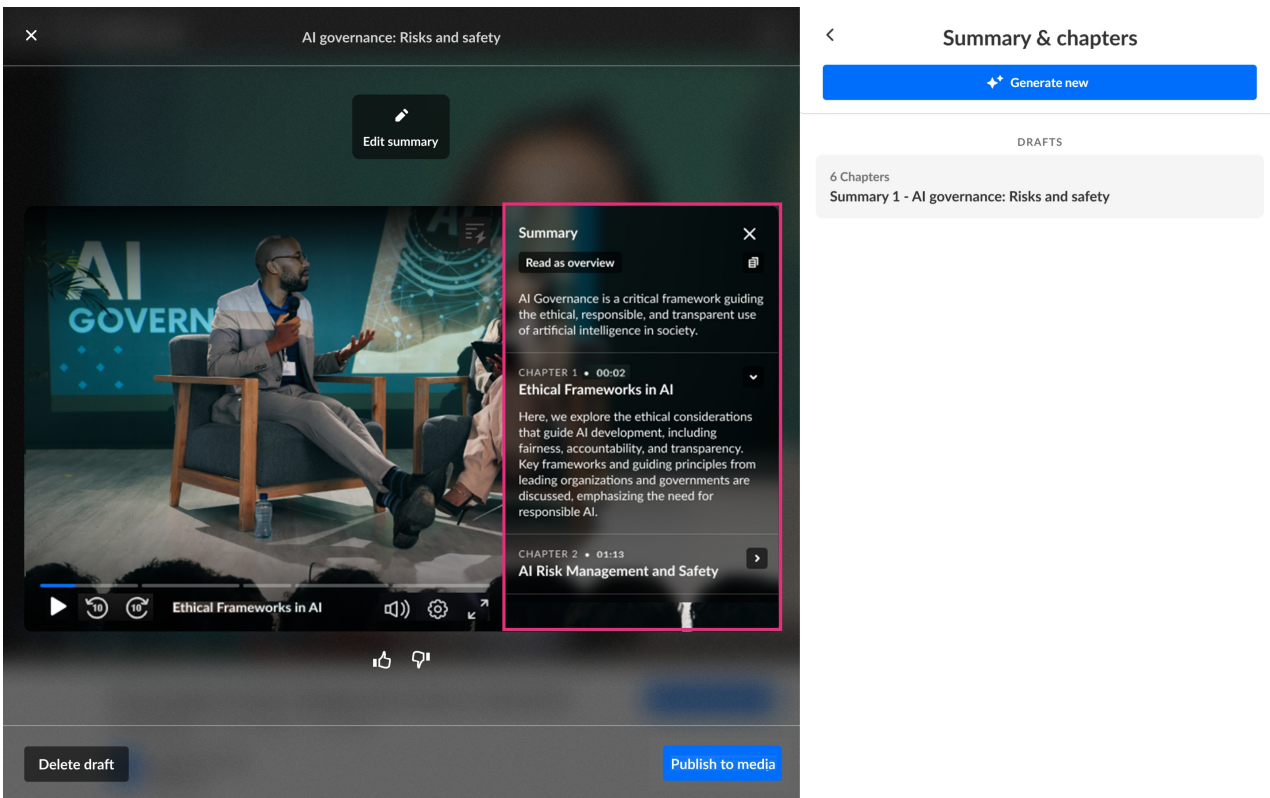 AI governance: Risks and safety
Edit summary
AI
GOVERN
10
10
Ethical Frameworks in AI
Summary
Read as overview
AI Governance is a critical framework guiding
the ethical, responsible, and transparent use
of artificial intelligence in society.
CHAPTER 1 • 00:02
Ethical Frameworks in AI
Here, we explore the ethical considerations
that guide AI development, including
fairness, accountability, and transparency.
Key frameworks and guiding principles from
leading organizations and governments are
discussed, emphasizing the need for
responsible AI.
CHAPTER 2 • 01:13
AI Risk Management and Safety
Delete draft
Publish to media
Summary & chapters
Generate new
DRAFTS
6 Chapters
Summary 1 - AI governance: Risks and safety